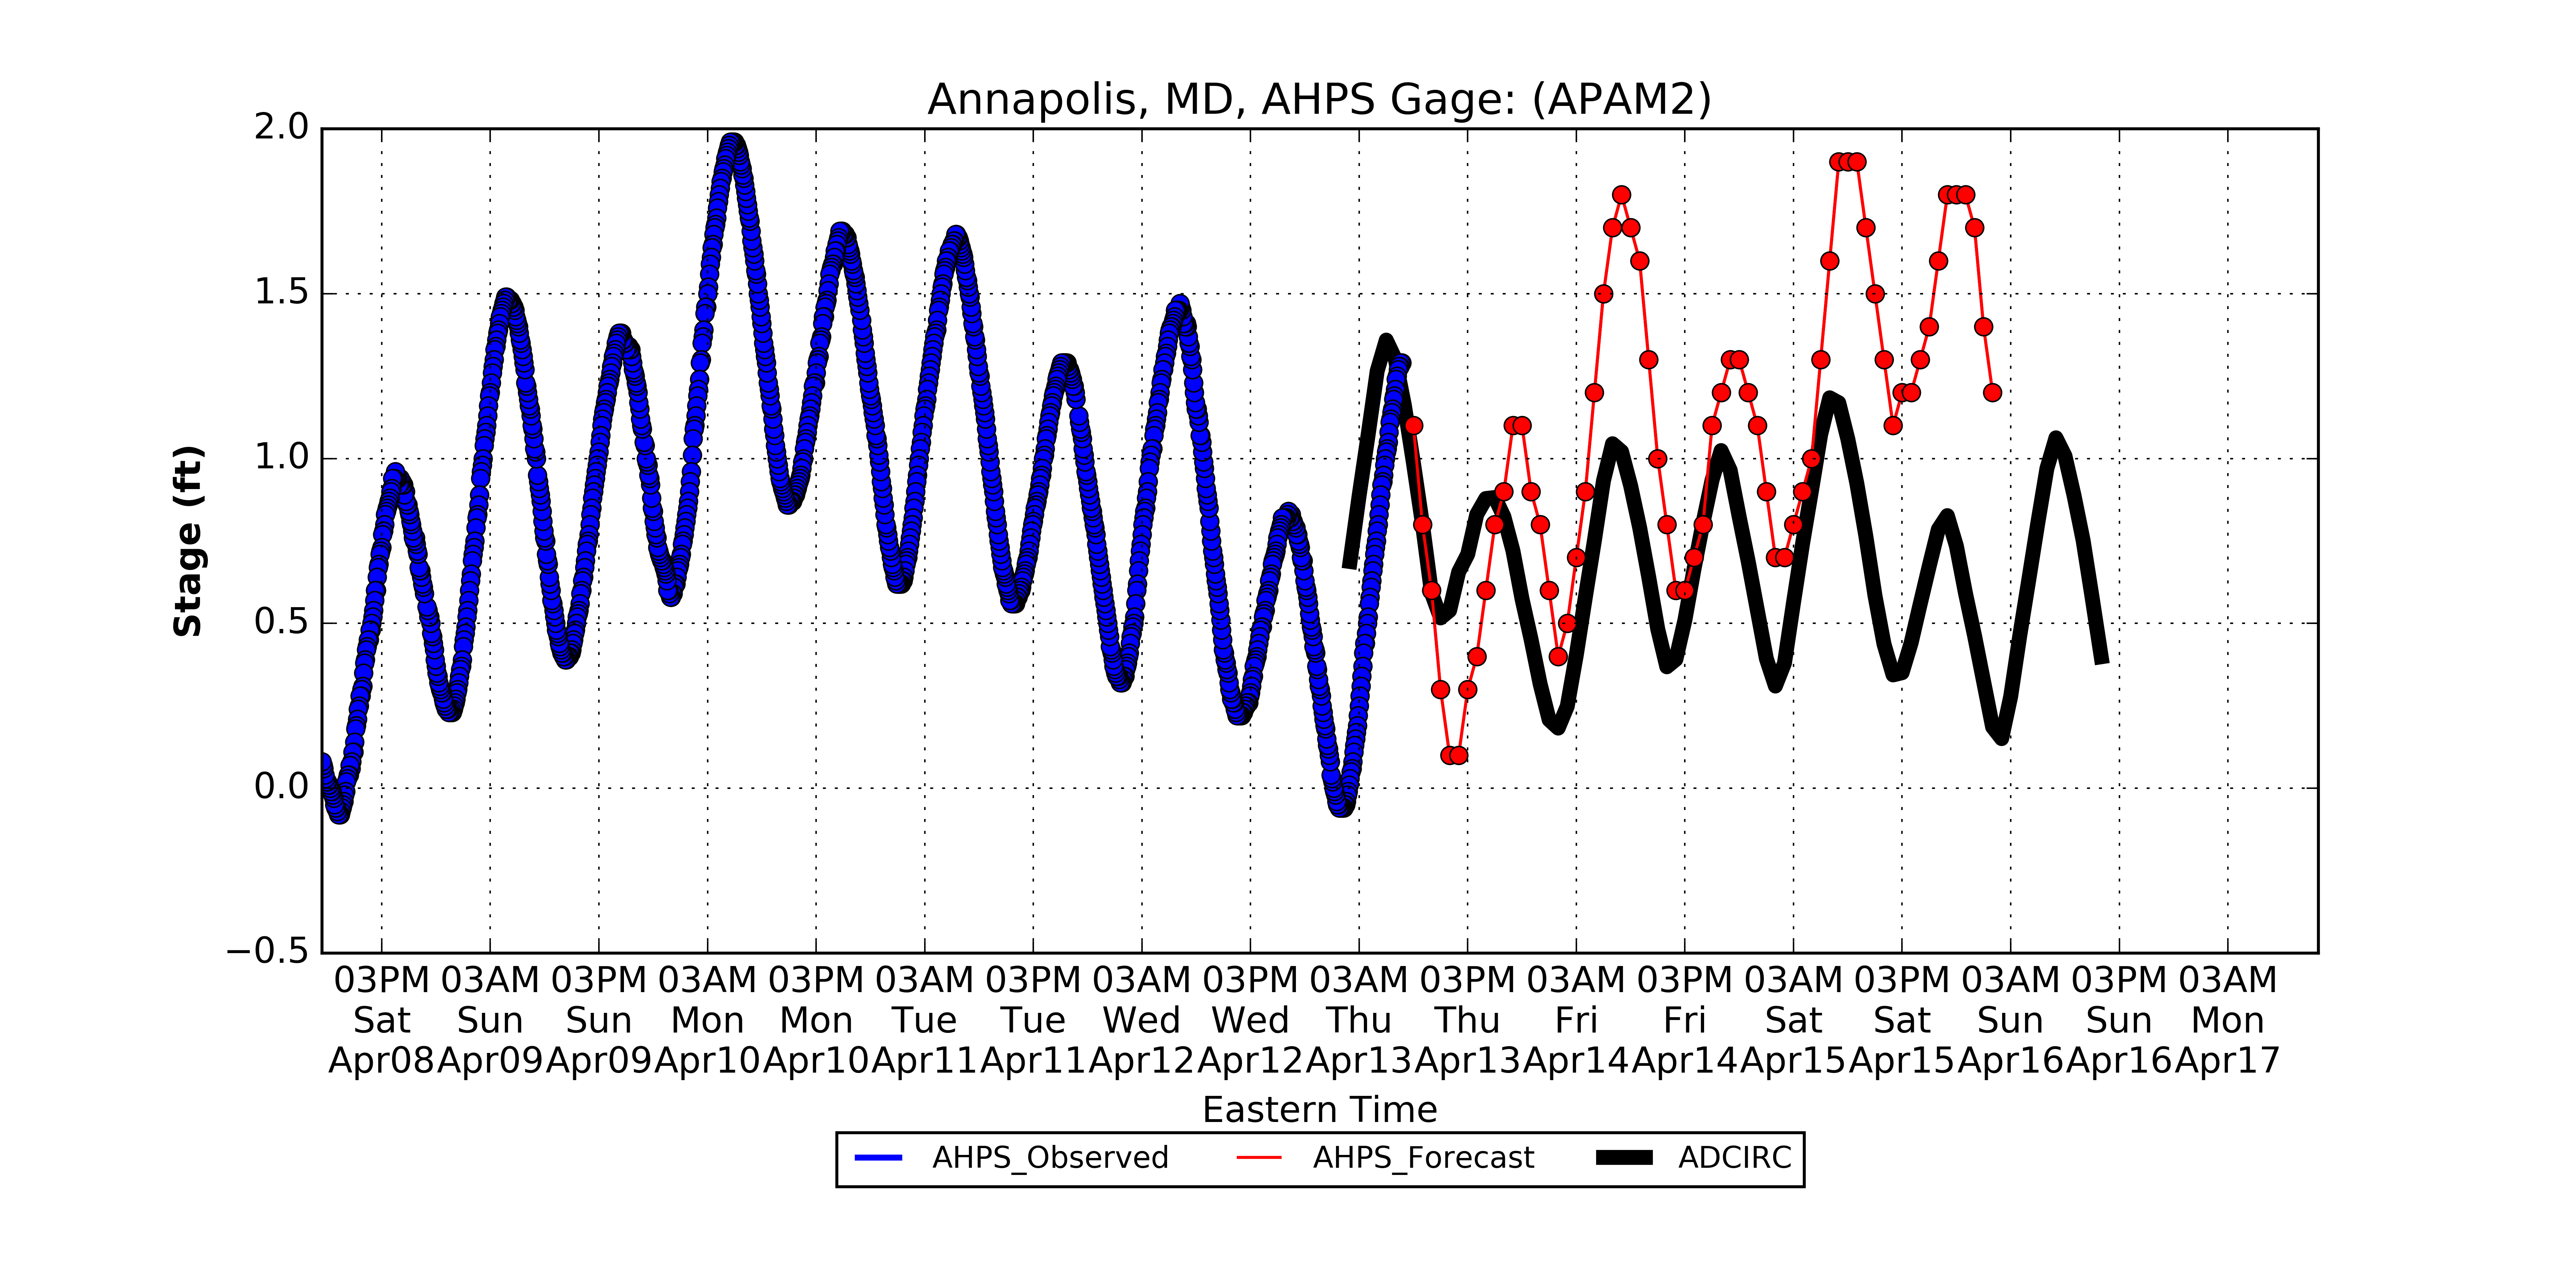 Annapolis, MD, AHPS Gage: (APAM2)
2.0
1.5
1.0
0.5
0.0
−0.5
Stage (ft)
03PM 03AM 03PM 03AM 03PM 03AM 03PM 03AM 03PM 03AM 03PM 03AM 03PM 03AM 03PM 03AM 03PM 03AM
Sat Sun Sun Mon Mon Tue Tue Wed Wed Thu Thu Fri Fri Sat Sat Sun Sun Mon
Apr08 Apr09 Apr09 Apr10 Apr10 Apr11 Apr11 Apr12 Apr12 Apr13 Apr13 Apr14 Apr14 Apr15 Apr15 Apr16 Apr16 Apr17
Eastern Time
AHPS_Observed AHPS_Forecast ADCIRC